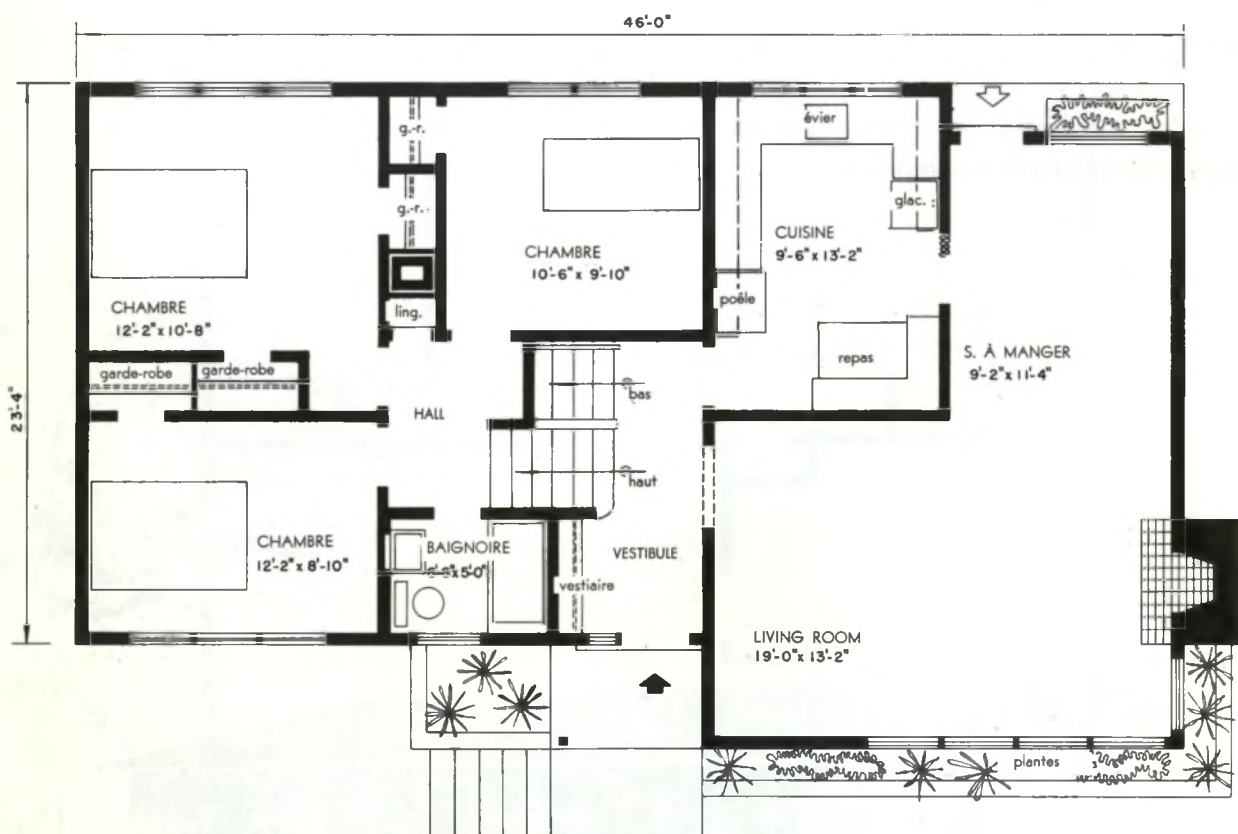 46'-0"
g.-r.
évier
g.-r.
glac.
CUISINE
9'-6" x 13'-2"
CHAMBRE
10'-6" x 9'-10"
poêle
CHAMBRE
12'-2" x 10'-8"
ling.
repas
S. À MANGER
9'-2" x 11'-4"
garde-robe
garde-robe
bas
23'-4"
HALL
haut
CHAMBRE
12'-2" x 8'-10"
BAIGNOIRE
x 5'-0"
VESTIBULE
vestiaire
LIVING ROOM
19'-0" x 13'-2"
plantes